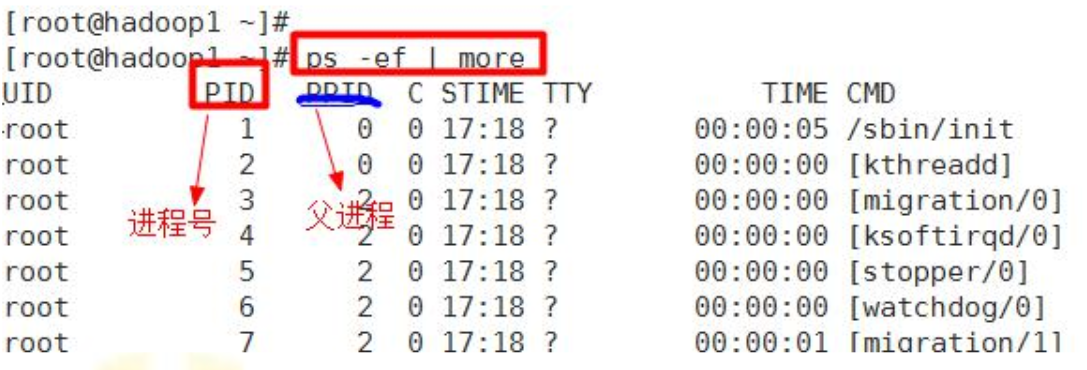 [root@hadoop1 ~]#
[root@hadoop1 ~]# ps -ef | more
UID PID PPID C STIME TTY TIME CMD
root 1 0 0 17:18 ? 00:00:05 /sbin/init
root 2 0 0 17:18 ? 00:00:00 [kthreadd]
root 3 2 0 17:18 ? 00:00:00 [migration/0]
进程号 父进程
root 4 2 0 17:18 ? 00:00:00 [ksoftirqd/0]
root 5 2 0 17:18 ? 00:00:00 [stopper/0]
root 6 2 0 17:18 ? 00:00:00 [watchdog/0]
root 7 2 0 17:18 ? 00:00:01 [migration/1]